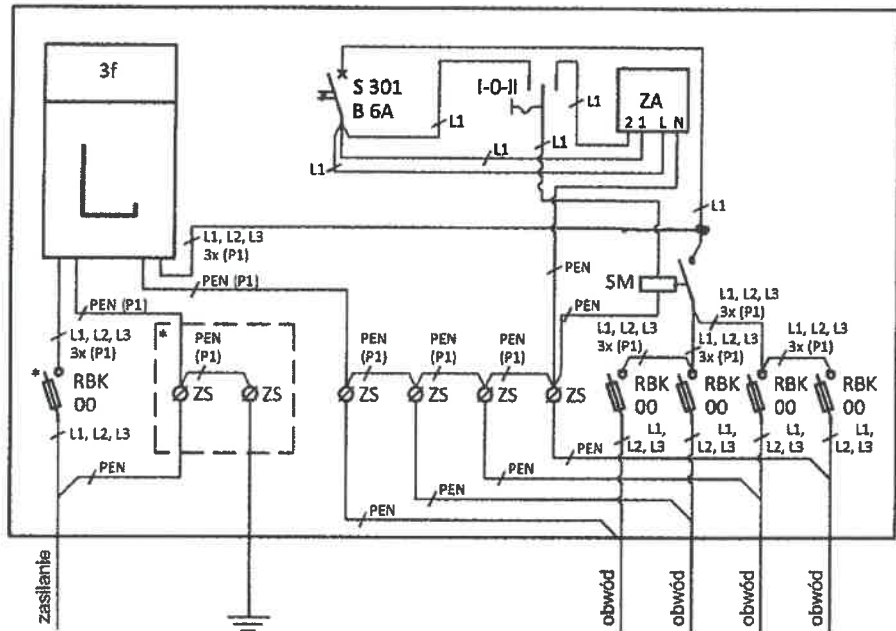 3f
S 301
B 6A
[-0-]|
ZA
2 1 L N
L1
L1
L1
L1
L1
L1
L1, L2, L3
3x (P1)
PEN (P1)
PEN (P1)
L1, L2, L3
3x (P1)
*
RBK
00
L1, L2, L3
*
PEN
(P1)
ZS
ZS
PEN
PEN
(P1)
PEN
(P1)
PEN
(P1)
ZS
ZS
ZS
ZS
PEN
PEN
SM
L1, L2, L3
3x (P1)
L1, L2, L3
3x (P1)
L1, L2, L3
3x (P1)
L1, L2, L3
3x (P1)
RBK
00
RBK
00
RBK
00
RBK
00
L1,
L2, L3
L1,
L2, L3
L1,
L2, L3
L1,
L2, L3
PEN
PEN
PEN
PEN
zasilanie
obwód
obwód
obwód
obwód